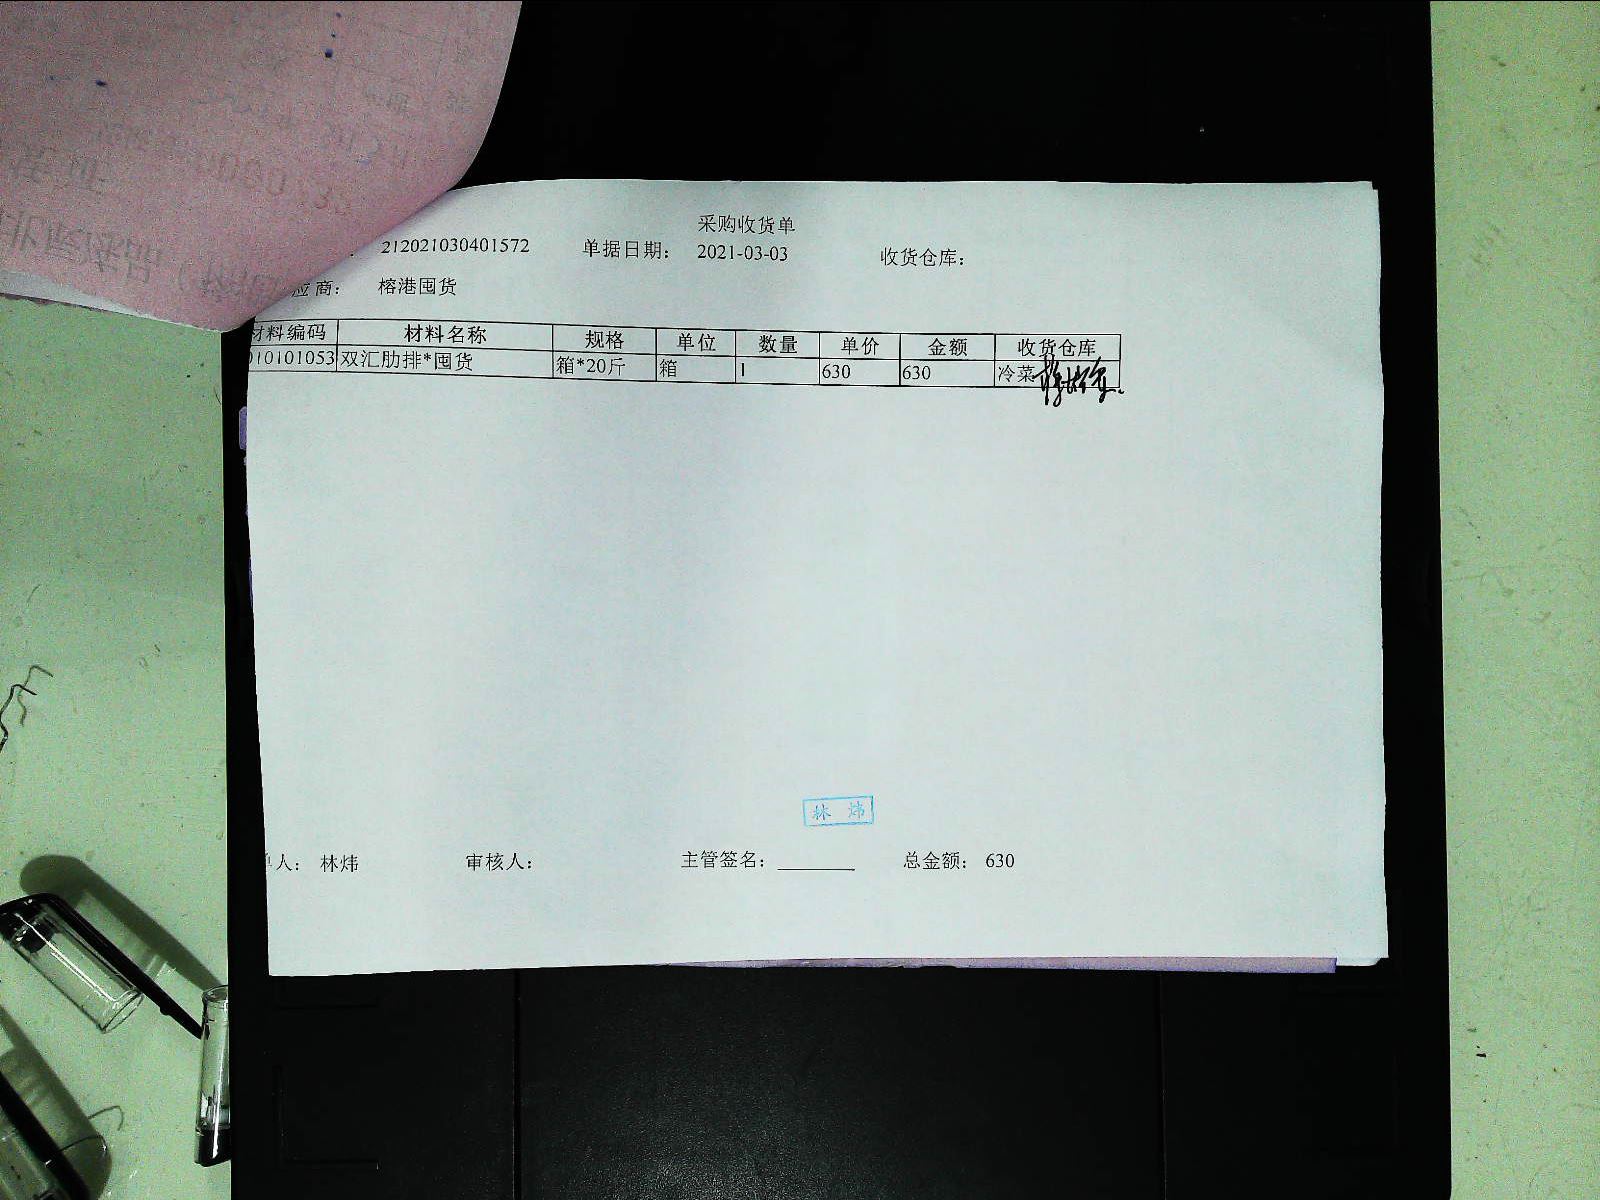 采购收货单
212021030401572 单据日期： 2021-03-03 收货仓库：
应商： 榕港囤货
材料编码 材料名称 规格 单位 数量 单价 金额 收货仓库
010101053 双汇肋排*囤货 箱*20斤 箱 1 630 630 冷菜
林 炜
单人： 林炜 审核人： 主管签名： 总金额： 630